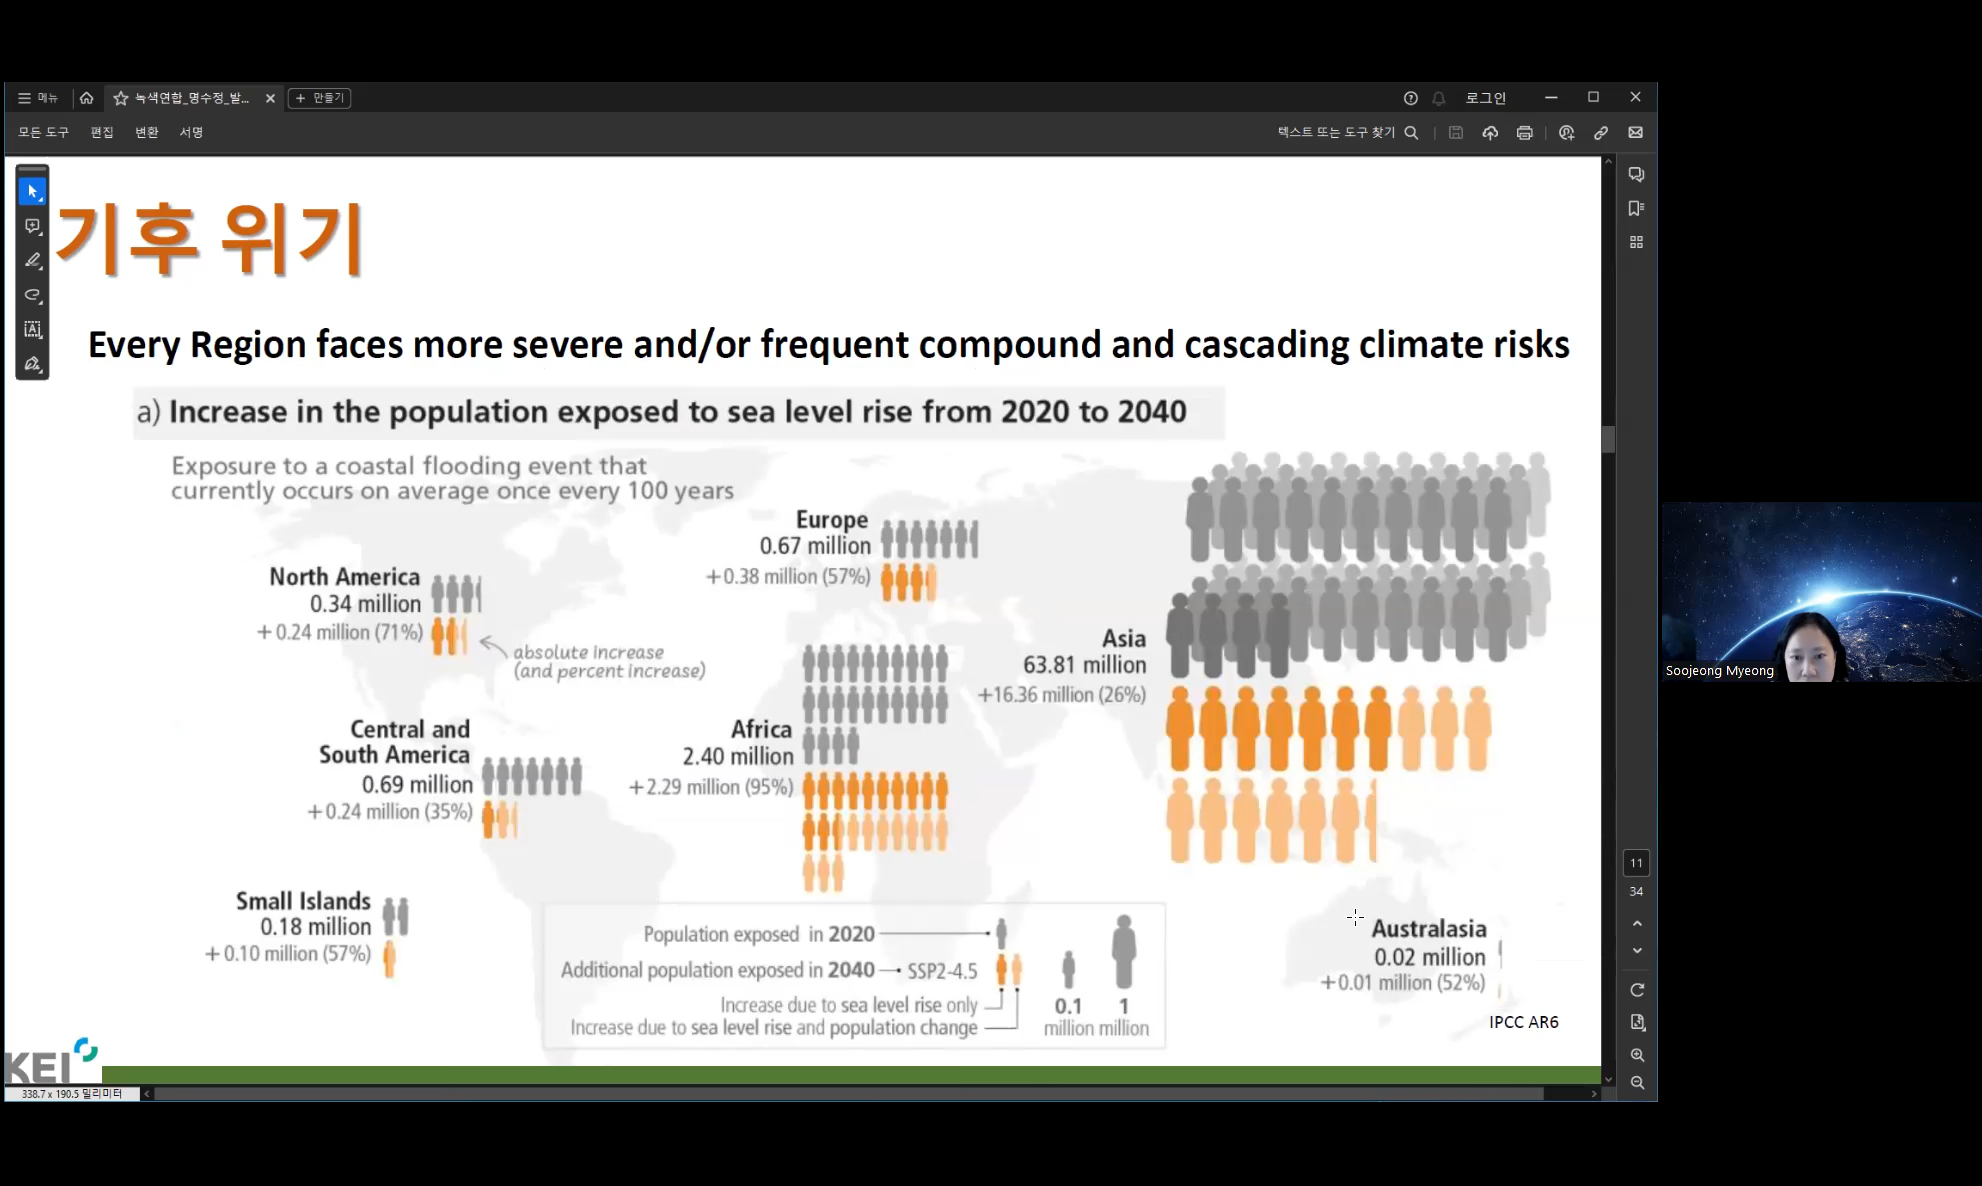 메뉴
녹색연합_명수정_발...
만들기
로그인
모든 도구 편집 변환 서명
텍스트 또는 도구 찾기
기후 위기
Every Region faces more severe and/or frequent compound and cascading climate risks
a) Increase in the population exposed to sea level rise from 2020 to 2040
Exposure to a coastal flooding event that
currently occurs on average once every 100 years
Europe
0.67 million
+0.38 million (57%)
North America
0.34 million
+0.24 million (71%)
absolute increase
(and percent increase)
Asia
63.81 million
+16.36 million (26%)
Central and
South America
0.69 million
+0.24 million (35%)
Africa
2.40 million
+2.29 million (95%)
Small Islands
0.18 million
+0.10 million (57%)
Population exposed in 2020
Additional population exposed in 2040 SSP2-4.5
Increase due to sea level rise only
Increase due to sea level rise and population change
0.1 1
million million
Australasia
0.02 million
+0.01 million (52%)
IPCC AR6
KEI
338.7 x 190.5 밀리미터
11
34
Soojeong Myeong